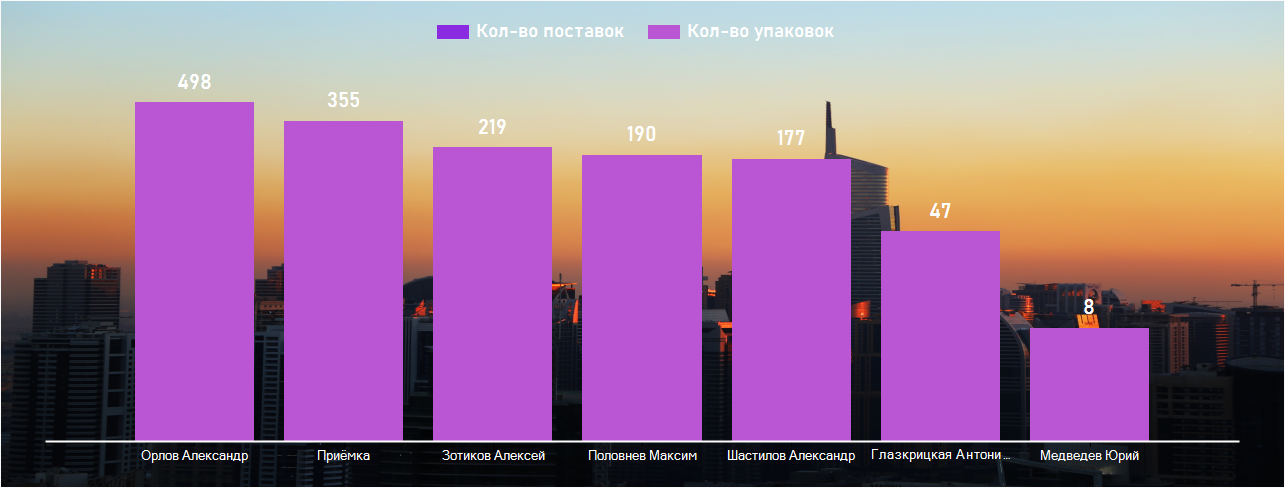 Кол-во поставок Кол-во упаковок
498 355 219 190 177 47 8
Орлов Александр Приёмка Зотиков Алексей Половнев Максим Шастилов Александр Глазкрицкая Антони... Медведев Юрий